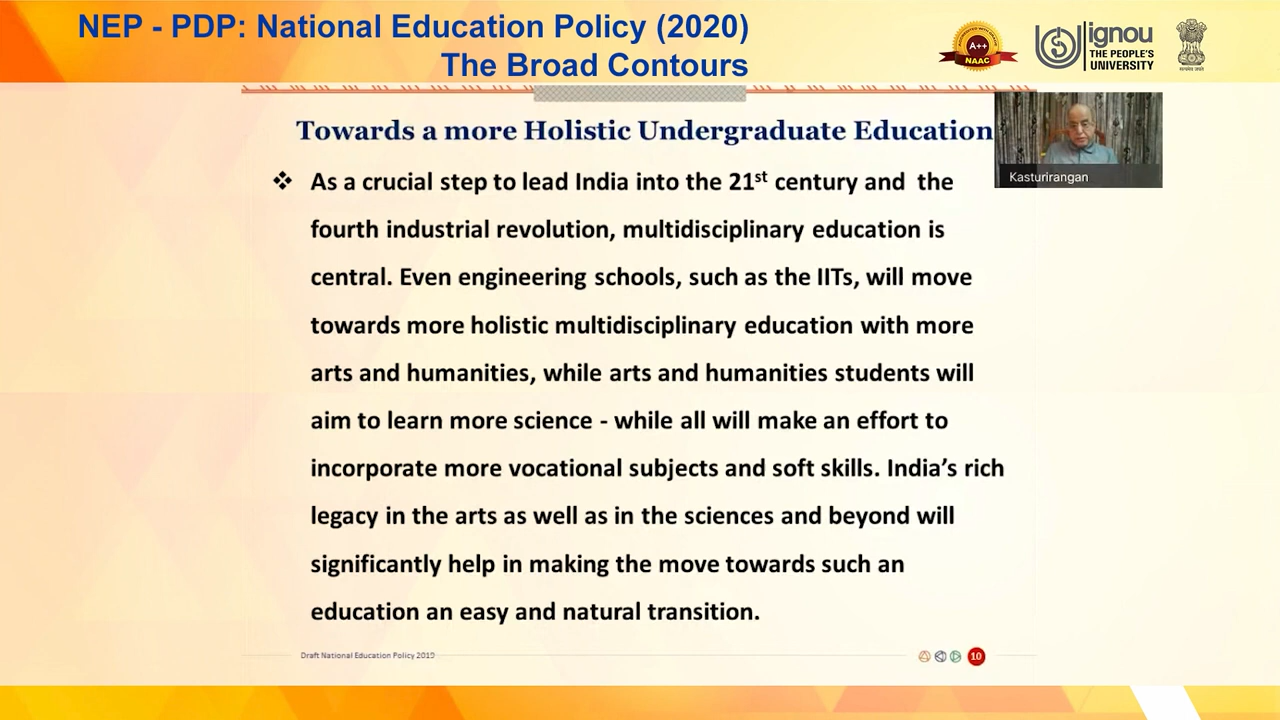 NEP - PDP: National Education Policy (2020)
The Broad Contours
A++
NAAC
ignou
THE PEOPLE'S
UNIVERSITY
Towards a more Holistic Undergraduate Education
Kasturirangan
❖ As a crucial step to lead India into the 21st century and the
fourth industrial revolution, multidisciplinary education is
central. Even engineering schools, such as the IITs, will move
towards more holistic multidisciplinary education with more
arts and humanities, while arts and humanities students will
aim to learn more science - while all will make an effort to
incorporate more vocational subjects and soft skills. India’s rich
legacy in the arts as well as in the sciences and beyond will
significantly help in making the move towards such an
education an easy and natural transition.
Draft National Education Policy 2019
10